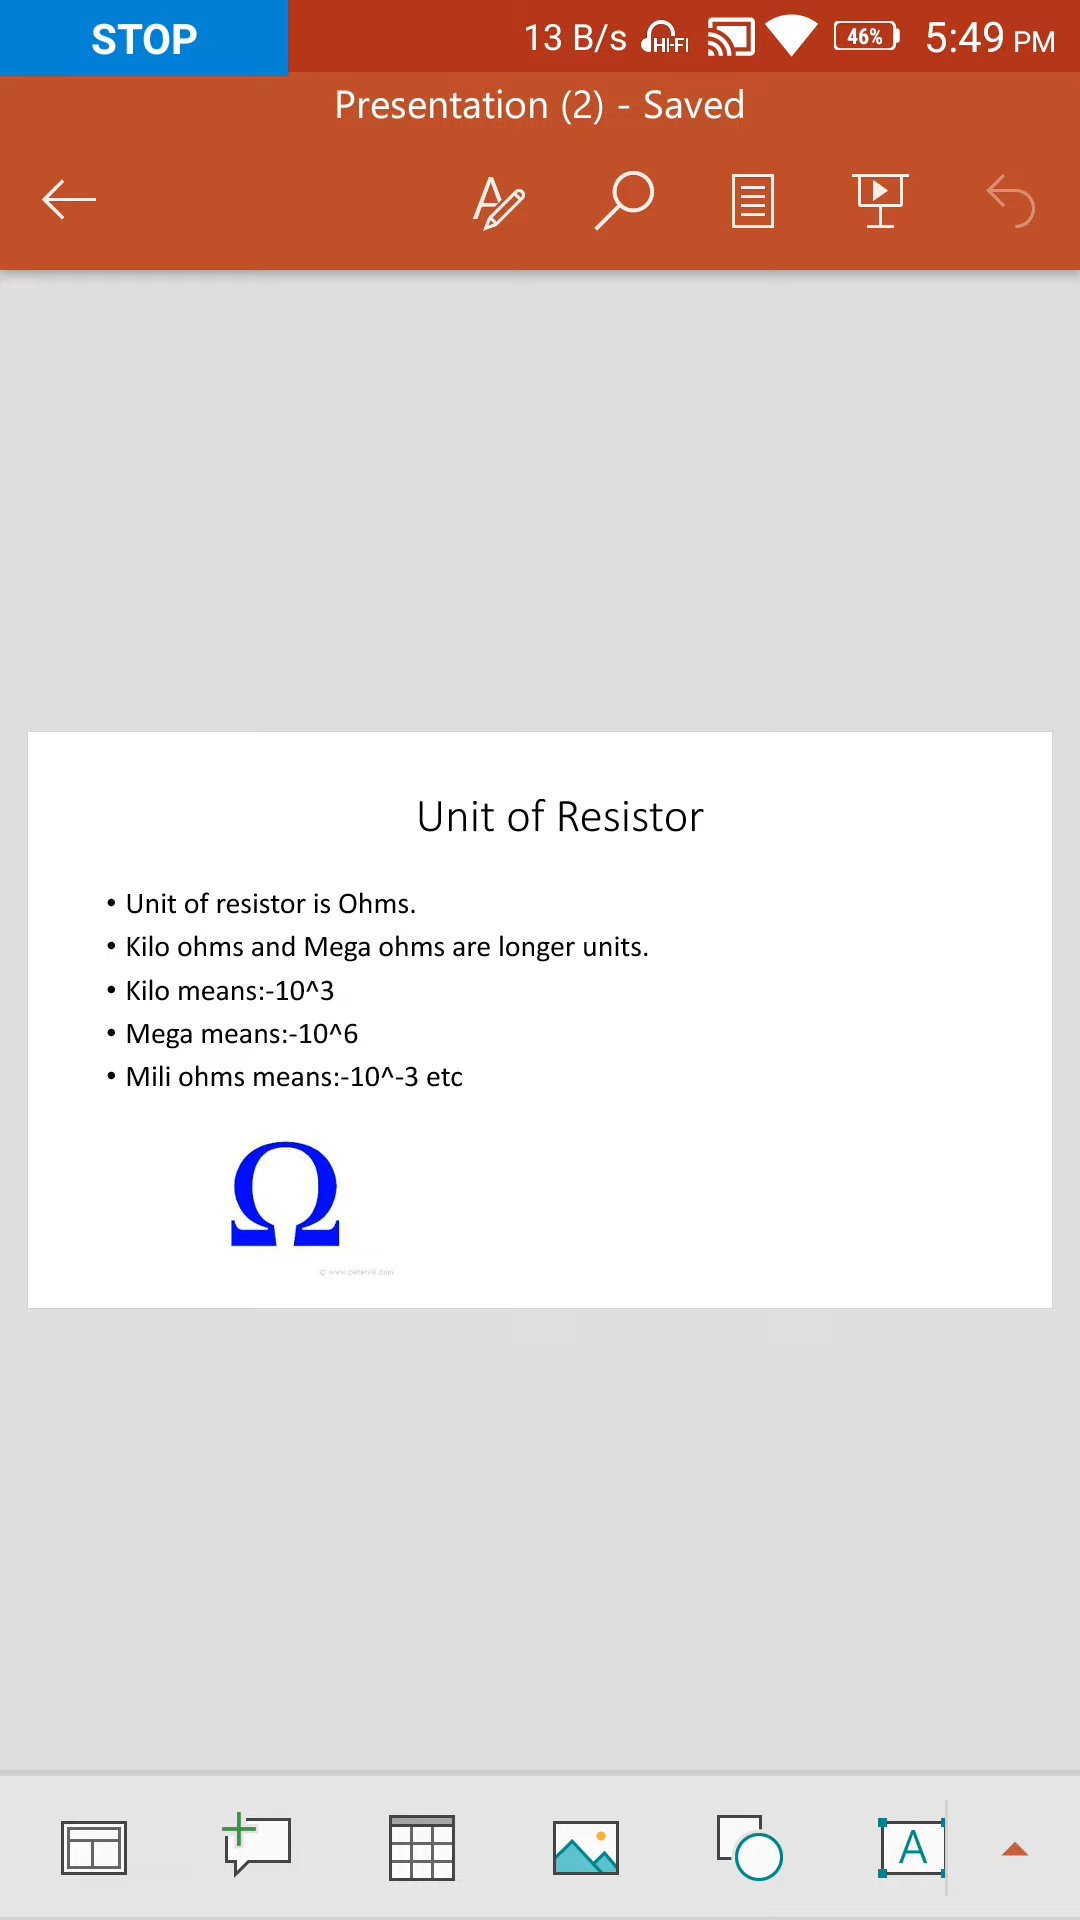 STOP
13 B/s HI-FI 46% 5:49 PM
Presentation (2) - Saved
Unit of Resistor
• Unit of resistor is Ohms.
• Kilo ohms and Mega ohms are longer units.
• Kilo means:-10^3
• Mega means:-10^6
• Mili ohms means:-10^-3 etc
Ω
A